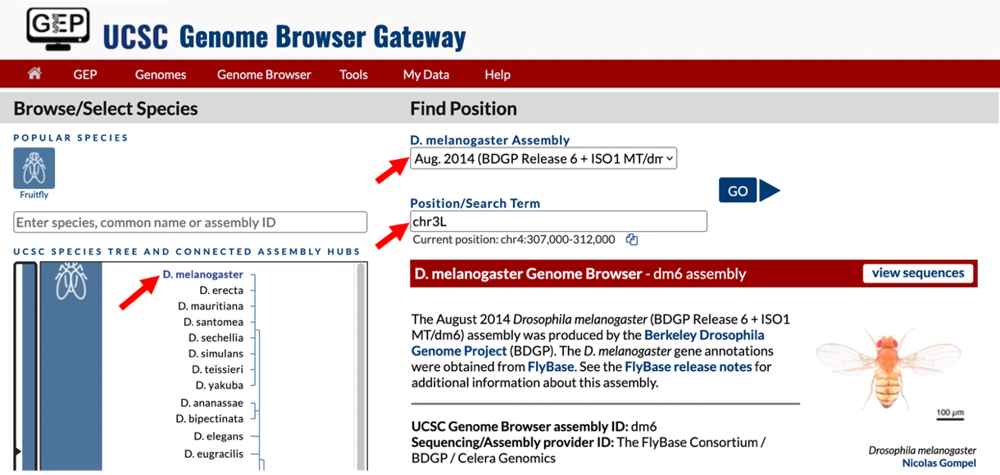 GEP UCSC Genome Browser Gateway
GEP Genomes Genome Browser Tools My Data Help
Browse/Select Species
POPULAR SPECIES
Fruitfly
Enter species, common name or assembly ID
UCSC SPECIES TREE AND CONNECTED ASSEMBLY HUBS
D. melanogaster
D. erecta
D. mauritiana
D. santomea
D. sechellia
D. simulans
D. teissieri
D. yakuba
D. ananassae
D. bipectinata
D. elegans
D. eugracilis
Find Position
D. melanogaster Assembly
Aug. 2014 (BDGP Release 6 + ISO1 MT/dm
GO
Position/Search Term
chr3L
Current position: chr4:307,000-312,000
D. melanogaster Genome Browser - dm6 assembly
view sequences
The August 2014 Drosophila melanogaster (BDGP Release 6 + ISO1
MT/dm6) assembly was produced by the Berkeley Drosophila
Genome Project (BDGP). The D. melanogaster gene annotations
were obtained from FlyBase. See the FlyBase release notes for
additional information about this assembly.
UCSC Genome Browser assembly ID: dm6
Sequencing/Assembly provider ID: The FlyBase Consortium /
BDGP / Celera Genomics
100 µm
Drosophila melanogaster
Nicolas Gompel